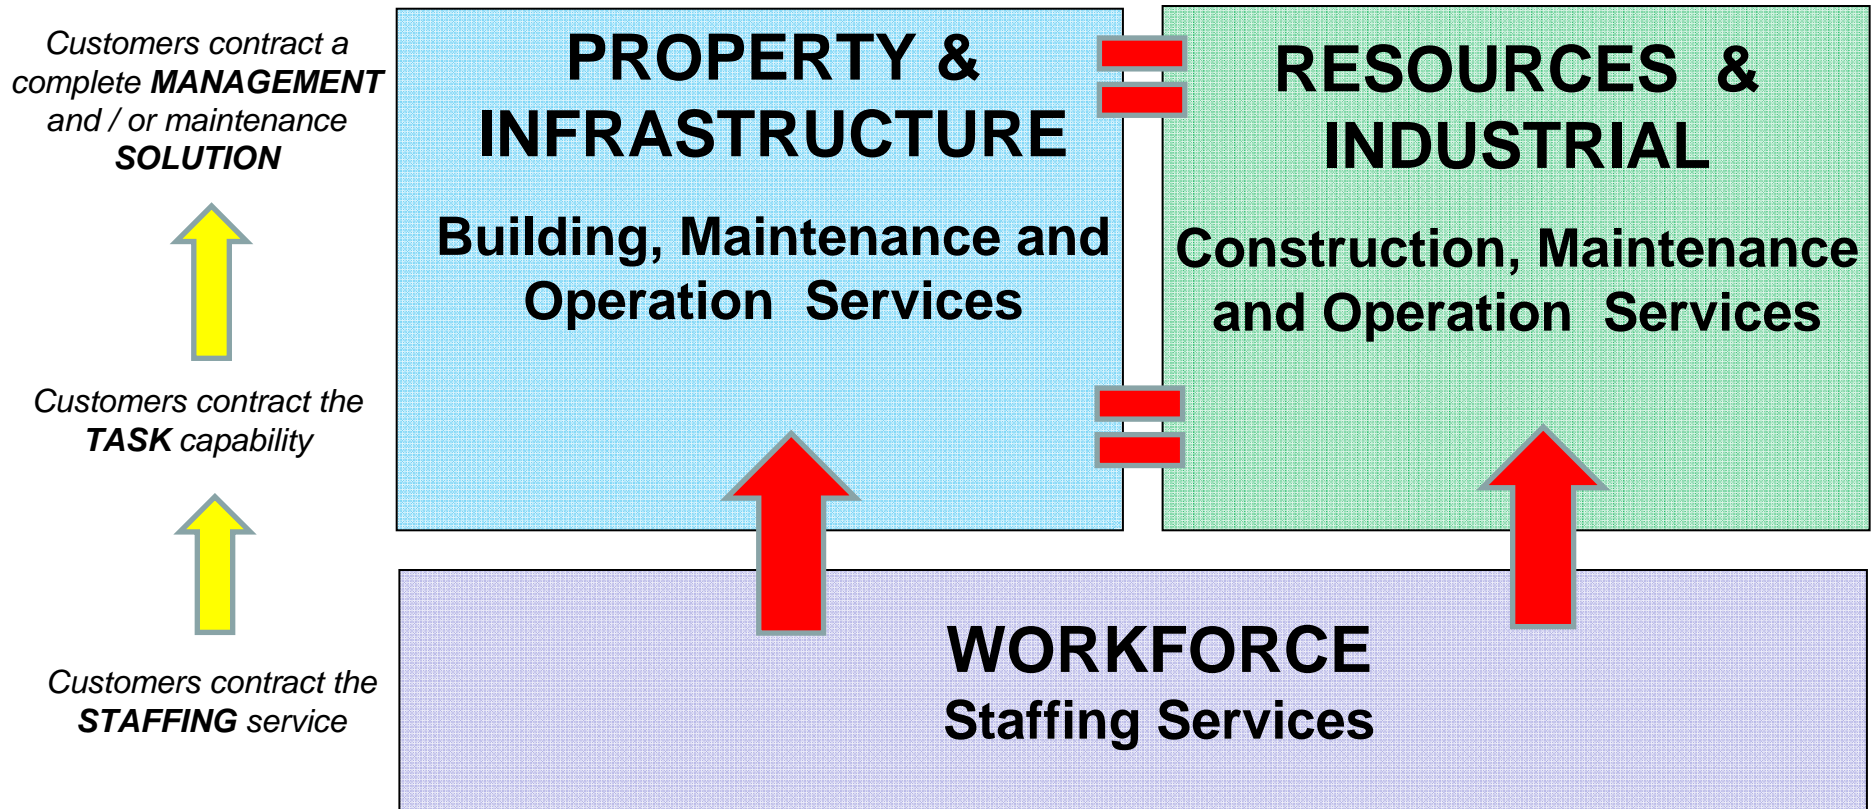 Customers contract a
complete MANAGEMENT
and / or maintenance
SOLUTION
Customers contract the
TASK capability
Customers contract the
STAFFING service
PROPERTY &
INFRASTRUCTURE
Building, Maintenance and
Operation Services
RESOURCES &
INDUSTRIAL
Construction, Maintenance
and Operation Services
WORKFORCE
Staffing Services